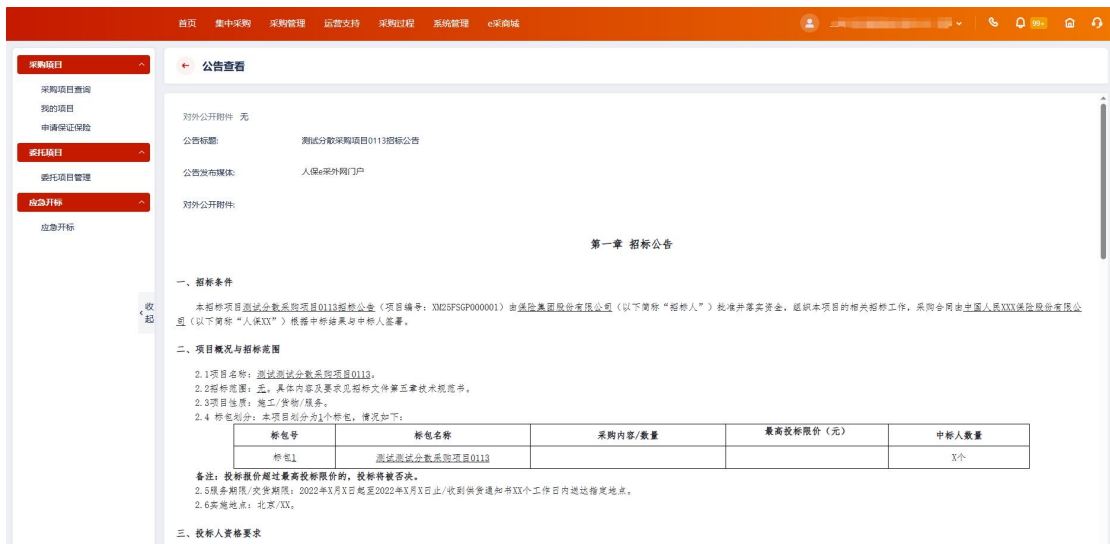 首页 集中采购 采购管理 运营支持 采购过程 系统管理 e采商城
99+
采购项目
采购项目查询
我的项目
申请保证保险
委托项目
委托项目管理
应急开标
应急开标
收起
公告查看
对外公开附件 无
公告标题: 测试分散采购项目0113招标公告
公告发布媒体: 人保e采外网门户
对外公开附件:
第一章 招标公告
一、招标条件
本招标项目测试分散采购项目0113招标公告（项目编号：XM25FSGP000001）由保险集团股份有限公司（以下简称“招标人”）批准并落实资金，组织本项目的相关招标工作，采购合同由中国人民XXX保险股份有限公
司（以下简称“人保XX”）根据中标结果与中标人签署。
二、项目概况与招标范围
2.1项目名称：测试测试分散采购项目0113。
2.2招标范围：无。具体内容及要求见招标文件第五章技术规范书。
2.3项目性质：施工/货物/服务。
2.4 标包划分：本项目划分为1个标包，情况如下：
标包号 标包名称 采购内容/数量 最高投标限价（元） 中标人数量
标包1 测试测试分散采购项目0113 X个
备注：投标报价超过最高投标限价的，投标将被否决。
2.5服务期限/交货期限：2022年X月X日起至2022年X月X日止/收到供货通知书XX个工作日内送达指定地点。
2.6实施地点：北京/XX。
三、投标人资格要求